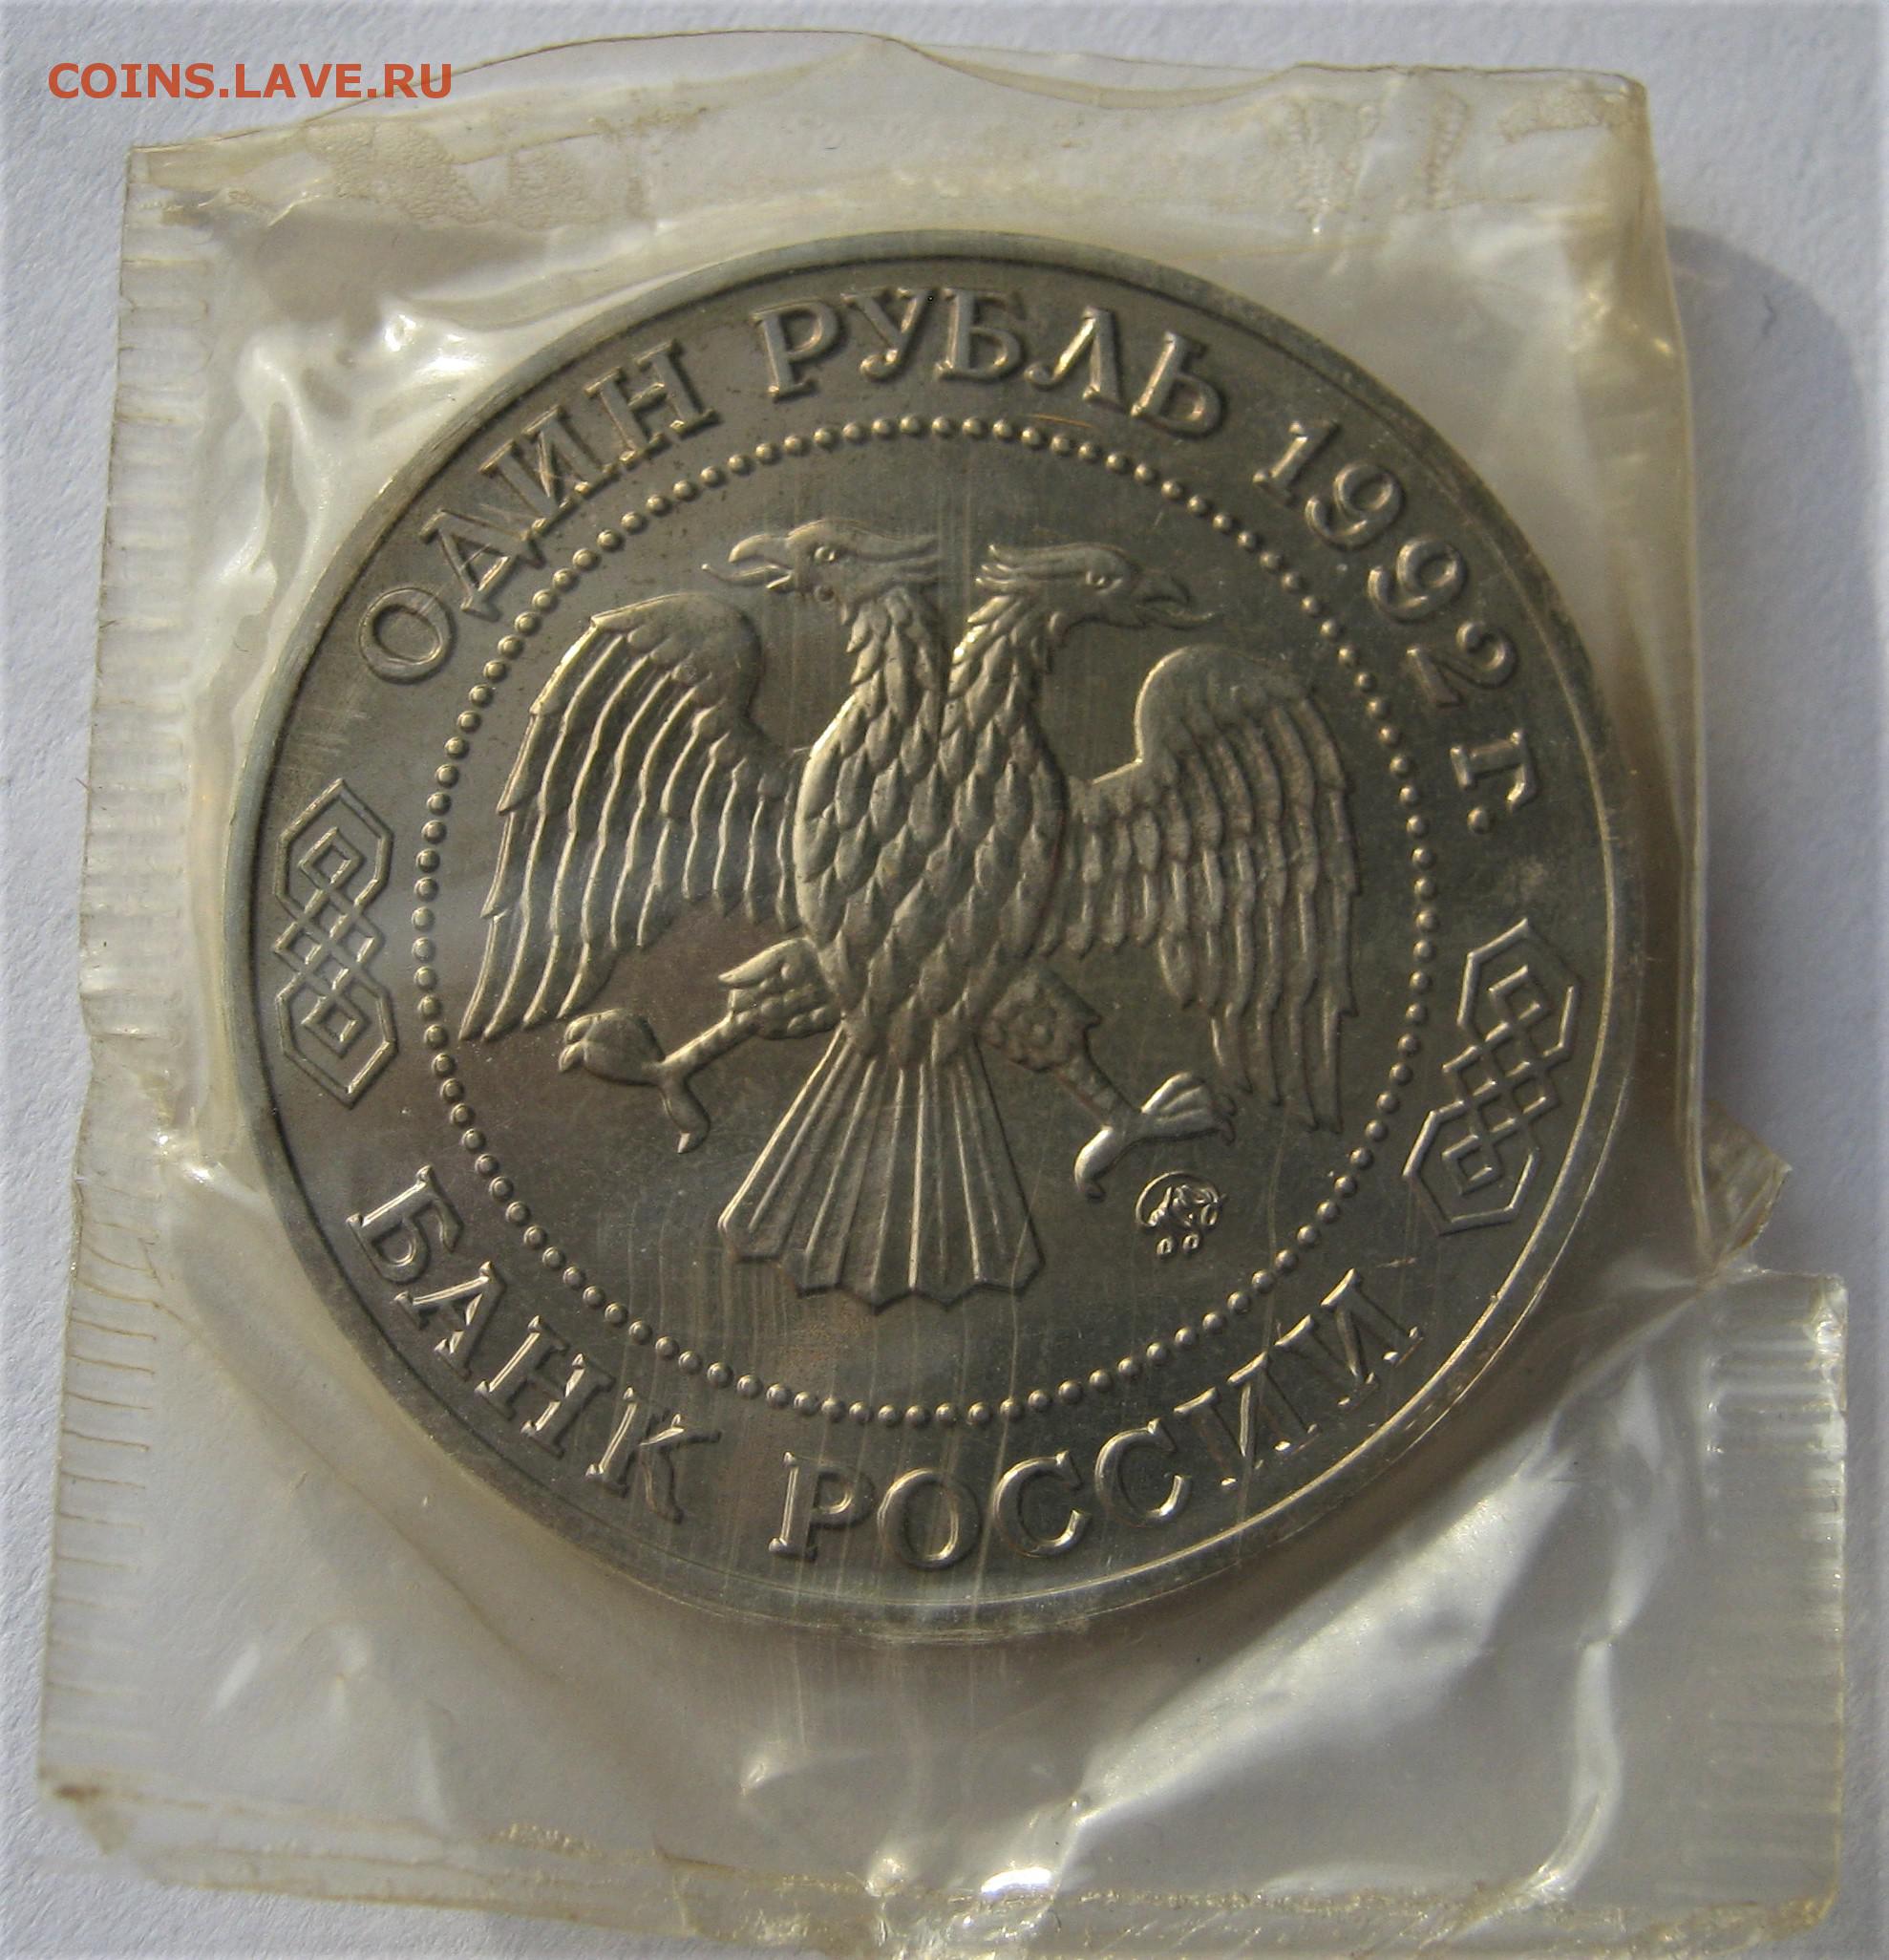 COINS.LAVE.RU
ОДИН РУБЛЬ 1992 г.
БАНК РОССИИ